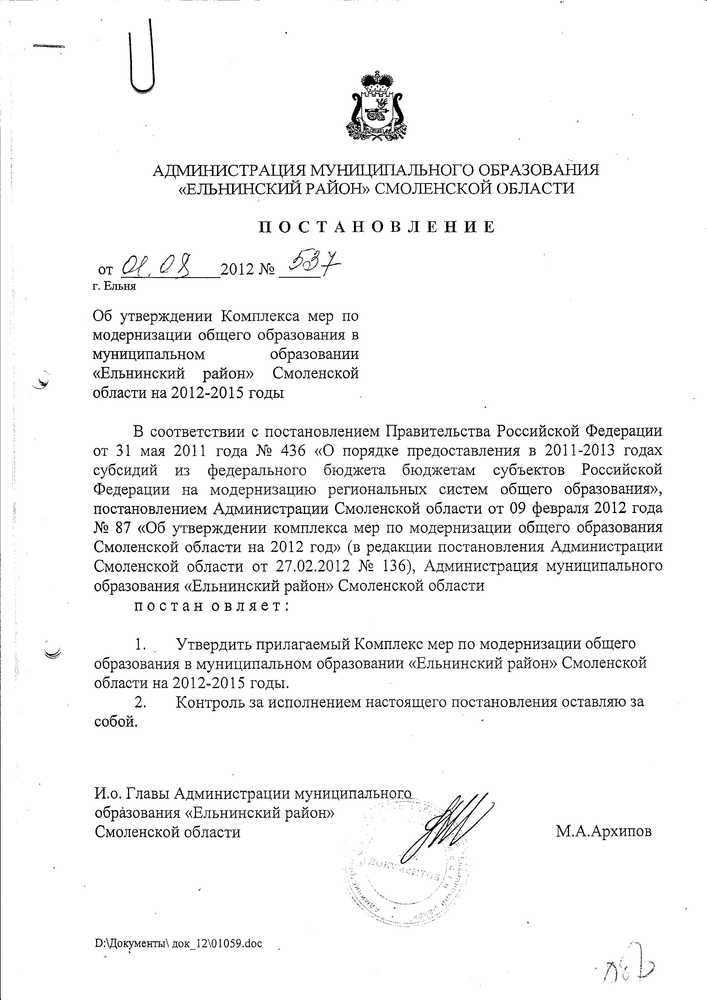 АДМИНИСТРАЦИЯ МУНИЦИПАЛЬНОГО ОБРАЗОВАНИЯ
«ЕЛЬНИНСКИЙ РАЙОН» СМОЛЕНСКОЙ ОБЛАСТИ
П О С Т А Н О В Л Е Н И Е
от 01.08 2012 № 537
г. Ельня
Об утверждении Комплекса мер по
модернизации общего образования в
муниципальном образовании
«Ельнинский район» Смоленской
области на 2012-2015 годы
В соответствии с постановлением Правительства Российской Федерации
от 31 мая 2011 года № 436 «О порядке предоставления в 2011-2013 годах
субсидий из федерального бюджета бюджетам субъектов Российской
Федерации на модернизацию региональных систем общего образования»,
постановлением Администрации Смоленской области от 09 февраля 2012 года
№ 87 «Об утверждении комплекса мер по модернизации общего образования
Смоленской области на 2012 год» (в редакции постановления Администрации
Смоленской области от 27.02.2012 № 136), Администрация муниципального
образования «Ельнинский район» Смоленской области
п о с т а н о в л я е т :
1. Утвердить прилагаемый Комплекс мер по модернизации общего
образования в муниципальном образовании «Ельнинский район» Смоленской
области на 2012-2015 годы.
2. Контроль за исполнением настоящего постановления оставляю за
собой.
И.о. Главы Администрации муниципального
образования «Ельнинский район»
Смоленской области М.А.Архипов
ДОКУМЕНТОВ
D:\Документы\ док_12\01059.doc